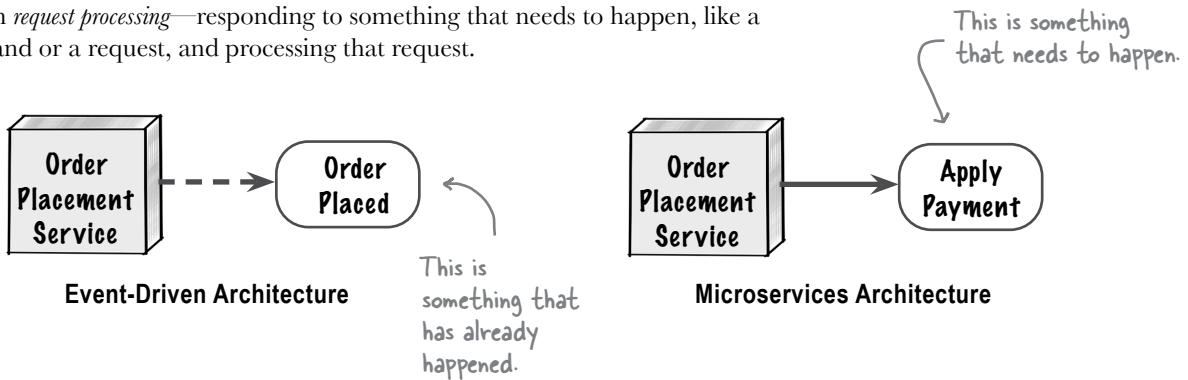 request processing—responding to something that needs to happen, like a
or a request, and processing that request.
This is something
that needs to happen.
Order
Placement
Service
Order
Placed
Order
Placement
Service
Apply
Payment
This is
something that
has already
happened.
Event-Driven Architecture
Microservices Architecture